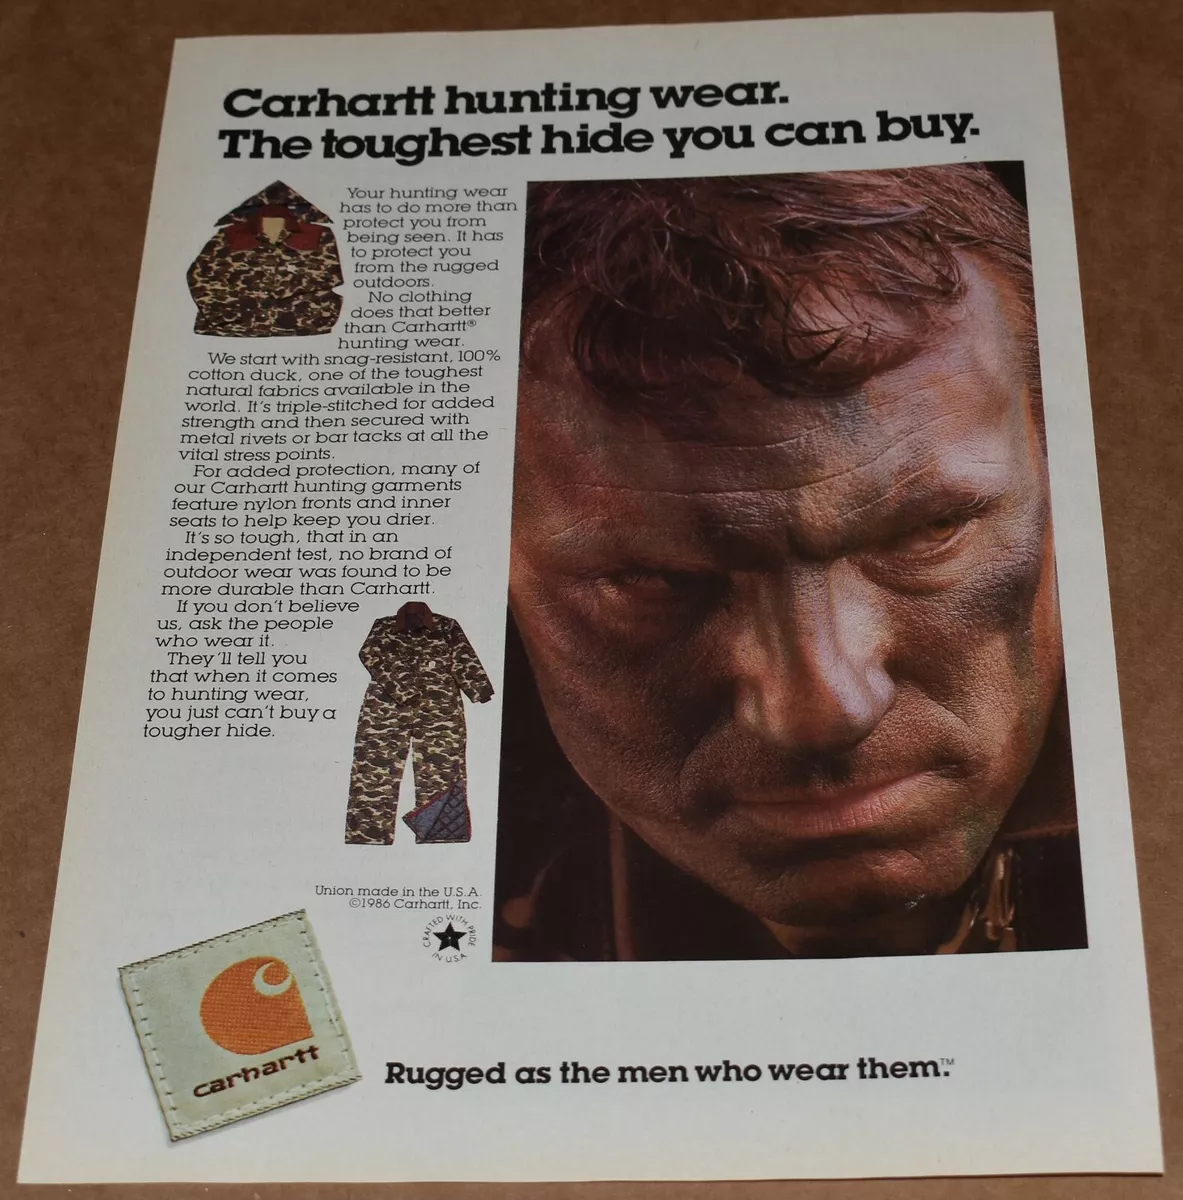 Carhartt hunting wear.
The toughest hide you can buy.
Your hunting wear
has to do more than
protect you from
being seen. It has
to protect you
from the rugged
outdoors.
No clothing
does that better
than Carhartt®
hunting wear.
We start with snag-resistant, 100%
cotton duck, one of the toughest
natural fabrics available in the
world. It's triple-stitched for added
strength and then secured with
metal rivets or bar tacks at all the
vital stress points.
For added protection, many of
our Carhartt hunting garments
feature nylon fronts and inner
seats to help keep you drier.
It's so tough, that in an
independent test, no brand of
outdoor wear was found to be
more durable than Carhartt.
If you don't believe
us, ask the people
who wear it.
They'll tell you
that when it comes
to hunting wear,
you just can't buy a
tougher hide.
Union made in the U.S.A.
©1986 Carhartt, Inc.
CRAFTED WITH PRIDE
IN U.S.A.
carhartt
Rugged as the men who wear them.™